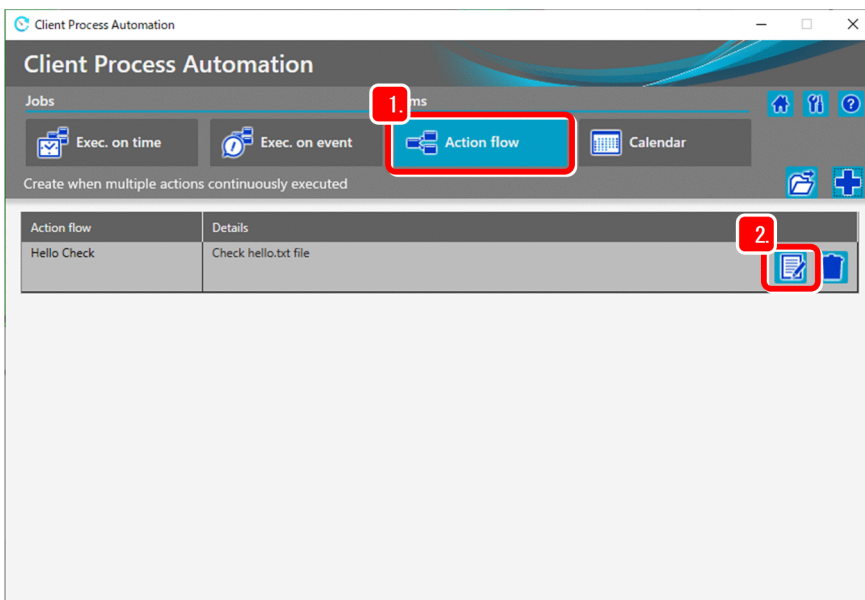 Client Process Automation
Client Process Automation
Jobs
1.
ms
Exec. on time
Exec. on event
Action flow
Calendar
Create when multiple actions continuously executed
Action flow
Details
2.
Hello Check
Check hello.txt file